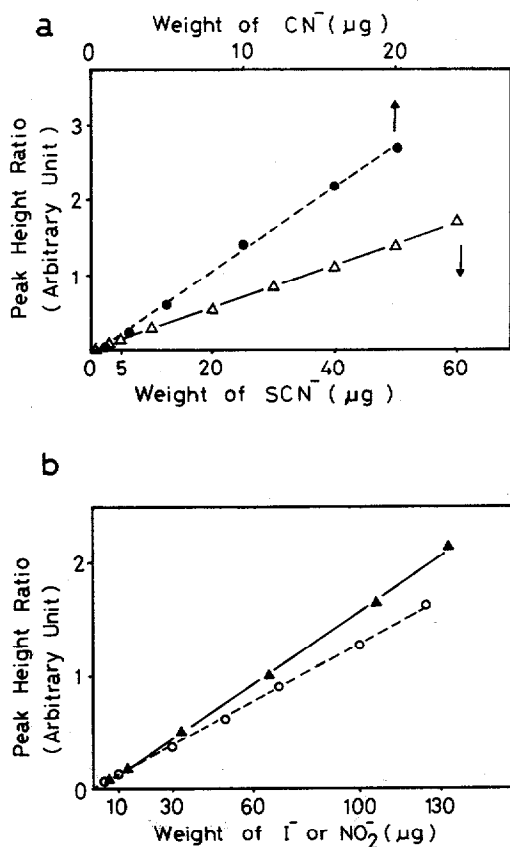 a
Weight of CN⁻(μg)
0 10 20
Peak Height Ratio
(Arbitrary Unit)
3
2
1
0 5 20 40 60
Weight of SCN⁻(μg)
b
Peak Height Ratio
(Arbitrary Unit)
2
1
0
10 30 60 100 130
Weight of I⁻ or NO₂⁻(μg)